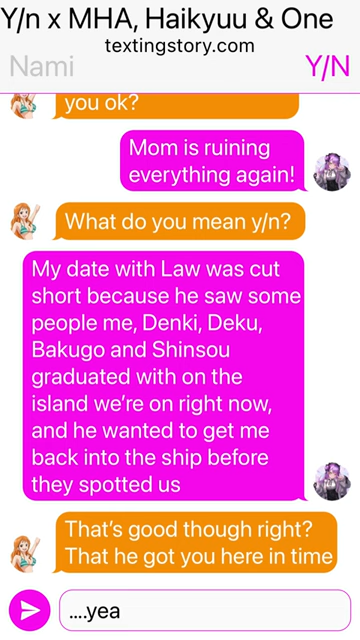 Y/n x MHA, Haikyuu & One
textingstory.com
Nami
Y/N
you ok?
Mom is ruining
everything again!
What do you mean y/n?
My date with Law was cut
short because he saw some
people me, Denki, Deku,
Bakugo and Shinsou
graduated with on the
island we’re on right now,
and he wanted to get me
back into the ship before
they spotted us
That’s good though right?
That he got you here in time
....yea